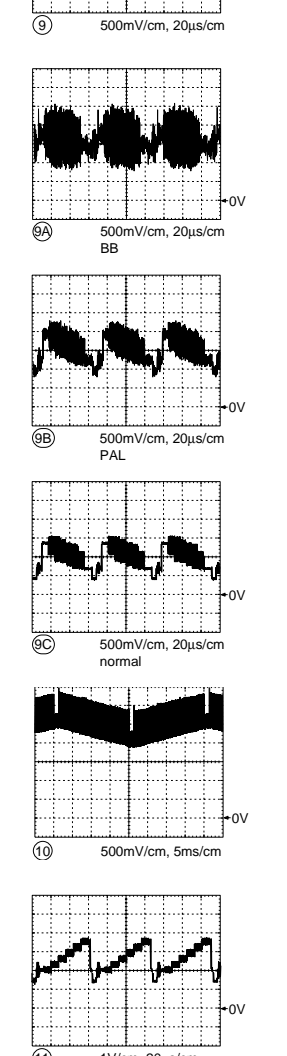 9 500mV/cm, 20µs/cm
0V
9A 500mV/cm, 20µs/cm
BB
0V
9B 500mV/cm, 20µs/cm
PAL
0V
9C 500mV/cm, 20µs/cm
normal
0V
10 500mV/cm, 5ms/cm
0V